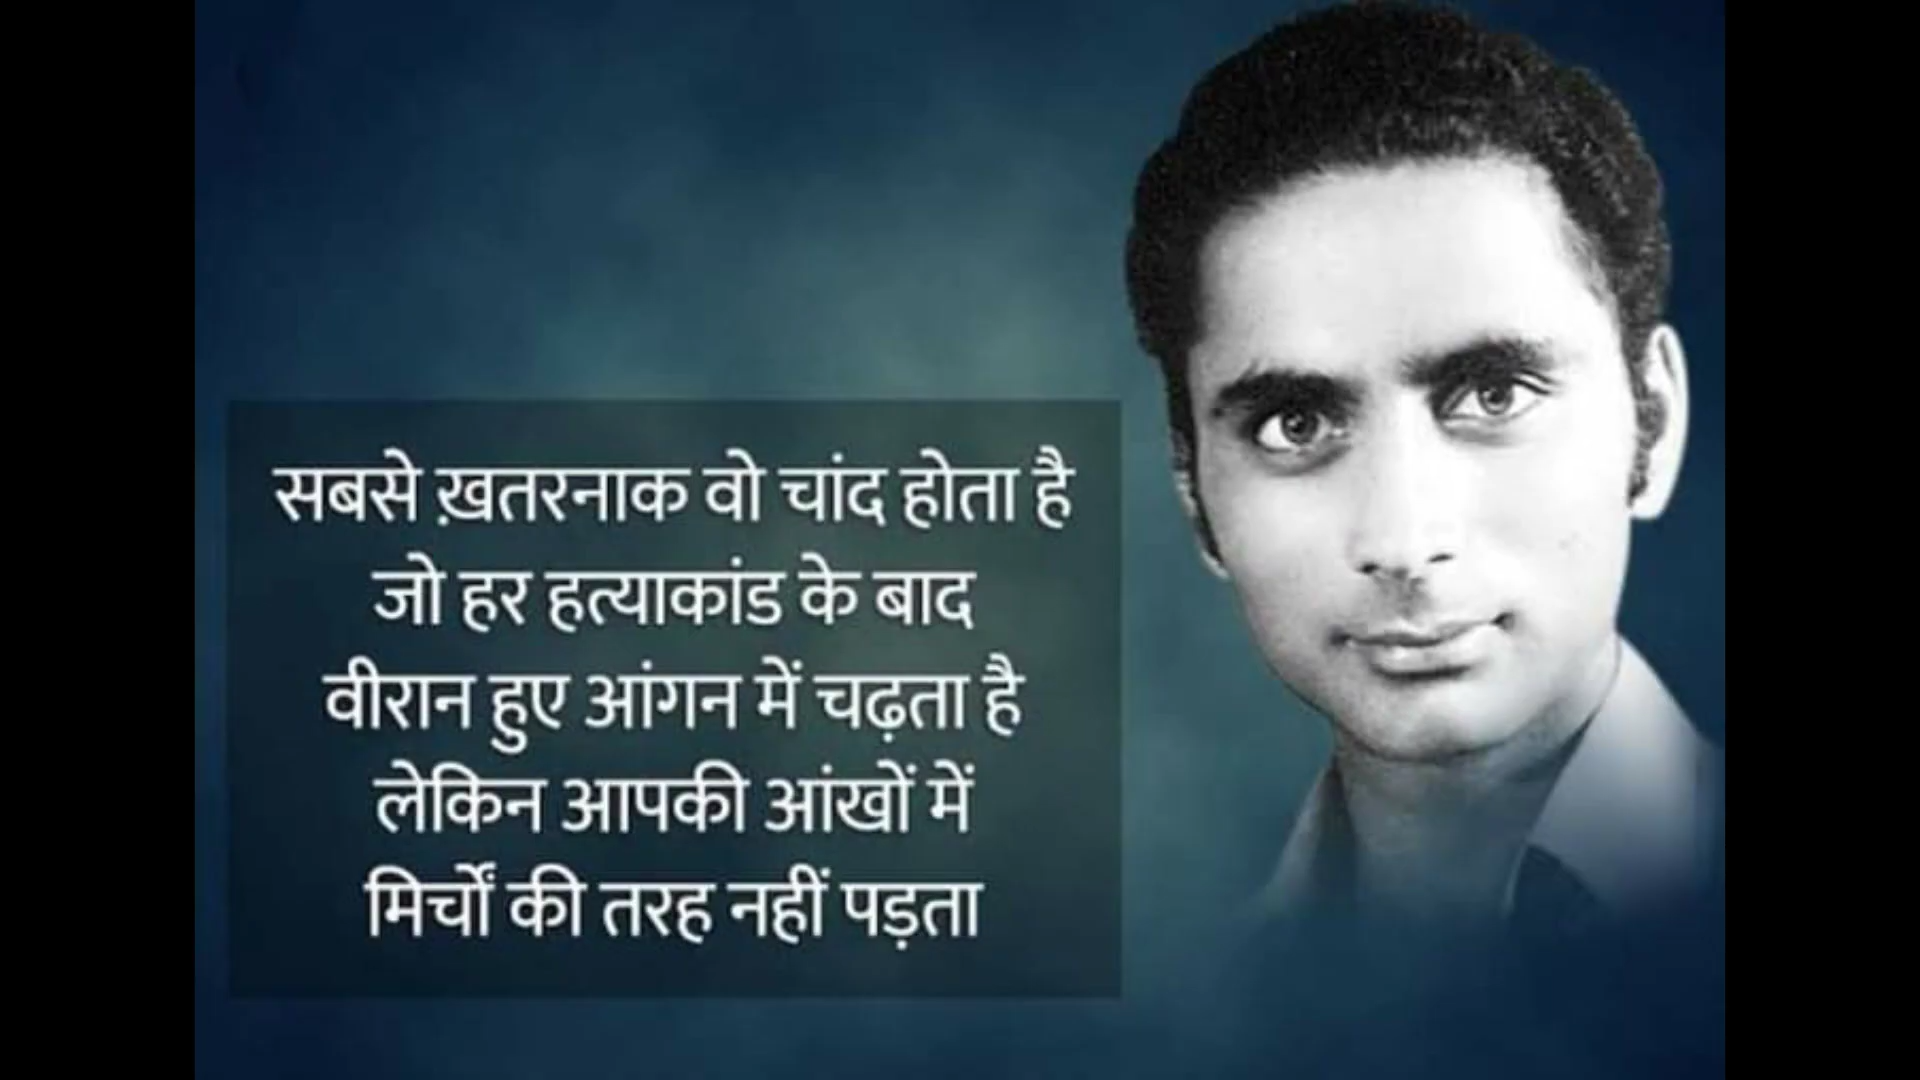 सबसे ख़तरनाक वो चांद होता है
जो हर हत्याकांड के बाद
वीरान हुए आंगन में चढ़ता है
लेकिन आपकी आंखों में
मिर्चों की तरह नहीं पड़ता